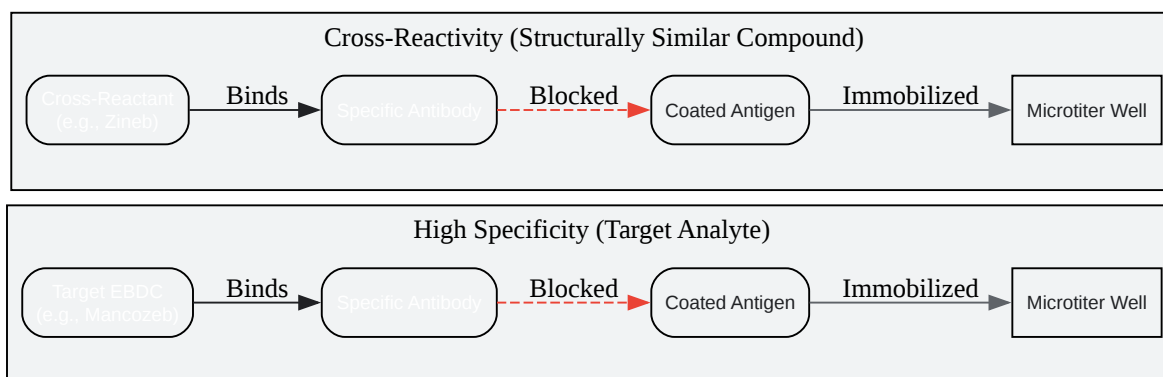 Cross-Reactivity (Structurally Similar Compound)
Cross-Reactant
(e.g., Zineb)
Binds
Specific Antibody
Blocked
Coated Antigen
Immobilized
Microtiter Well
High Specificity (Target Analyte)
Target EBDC
(e.g., Mancozeb)
Binds
Specific Antibody
Blocked
Coated Antigen
Immobilized
Microtiter Well